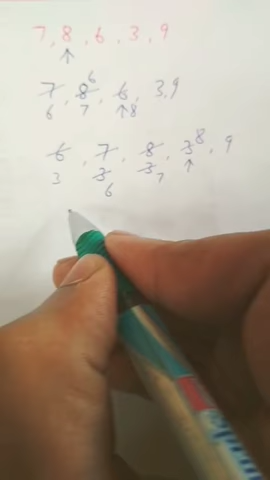 7, 8, 6, 3, 9
↑
7, 8 6, 6, 3, 9
6 7 ↑8
6, 7, 8, 3 8, 9
3 3 3 ↑
6 7